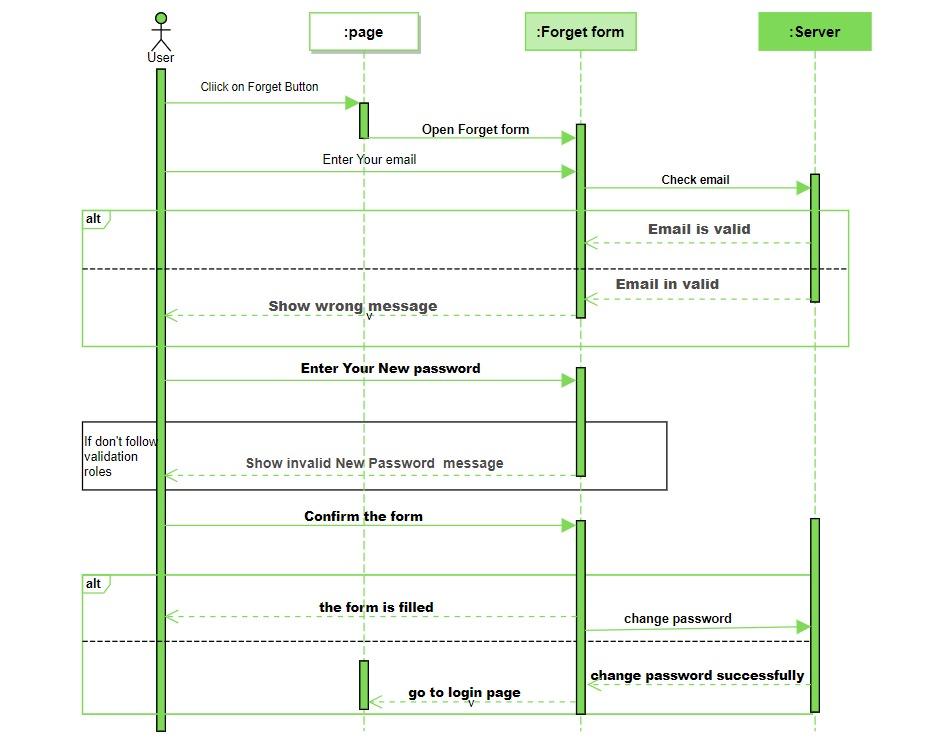 :page
:Forget form
:Server
User
Cliick on Forget Button
Open Forget form
Enter Your email
Check email
alt
Email is valid
Email in valid
Show wrong message
v
Enter Your New password
If don't follow
validation
roles
Show invalid New Password message
Confirm the form
alt
the form is filled
change password
change password successfully
go to login page
v